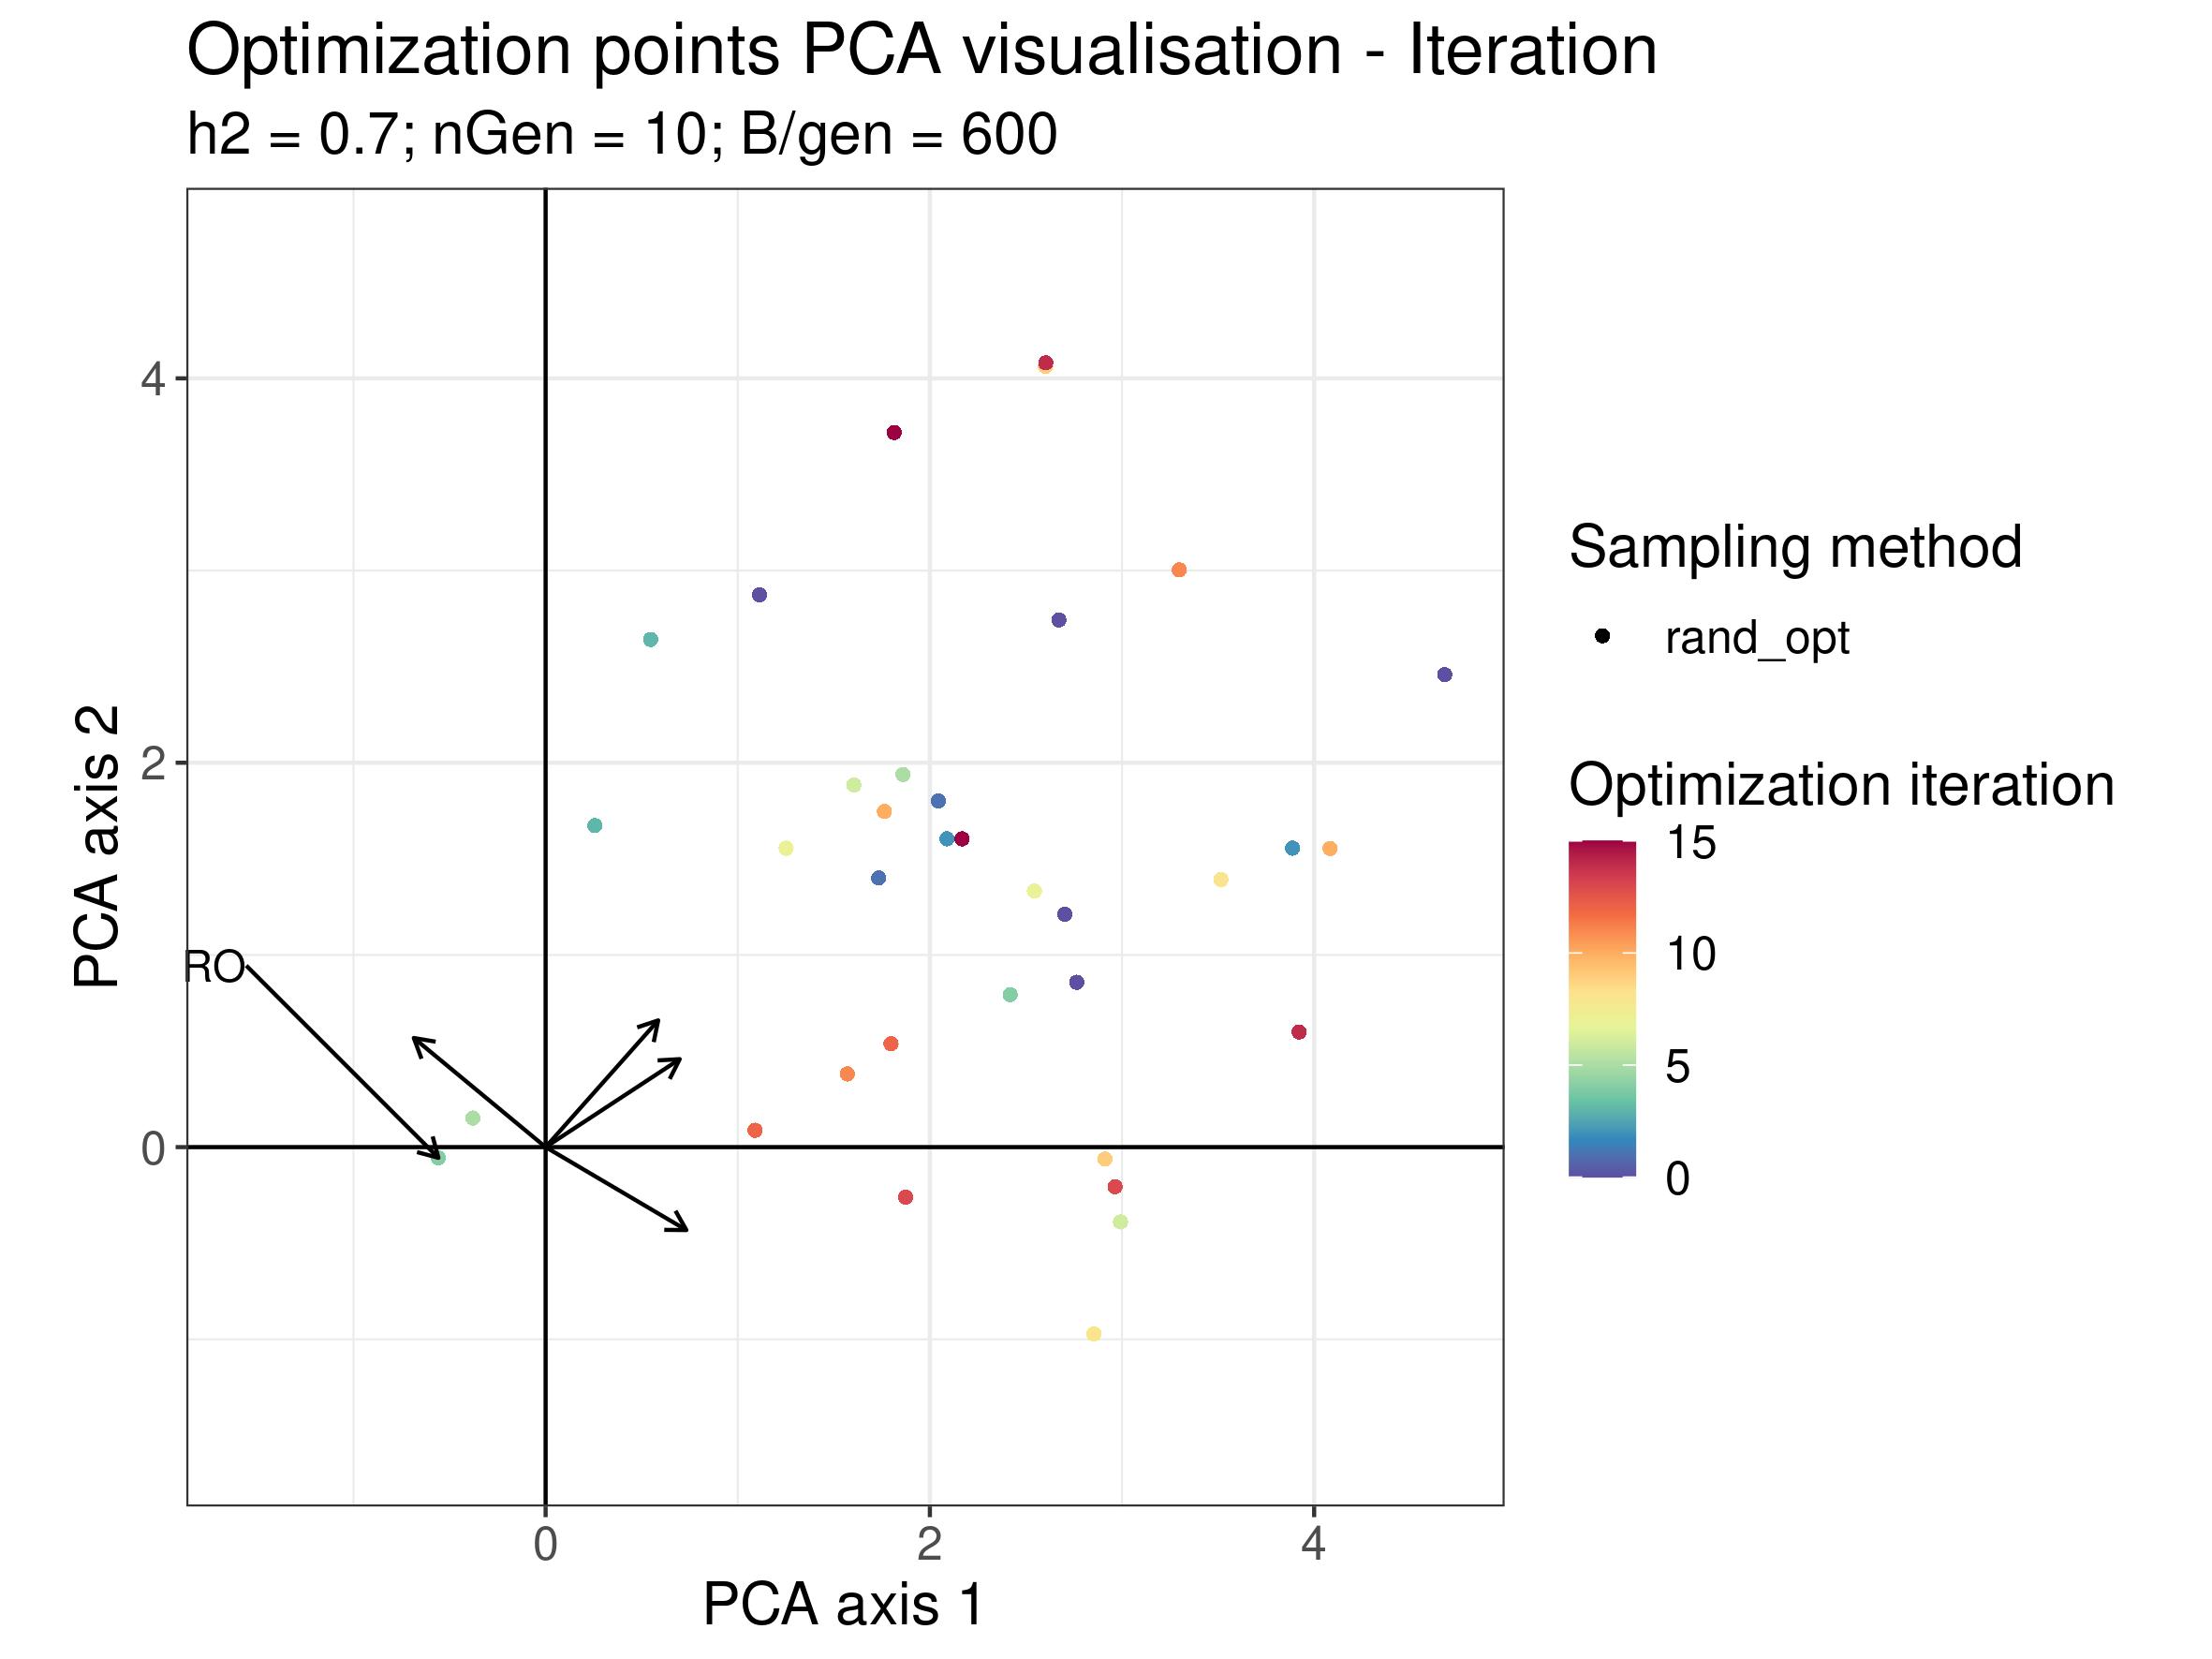 Optimization points PCA visualisation - Iteration
h2 = 0.7; nGen = 10; B/gen = 600
4
2
0
PCA axis 2
RO
0
2
4
PCA axis 1
Sampling method
rand_opt
Optimization iteration
15
10
5
0